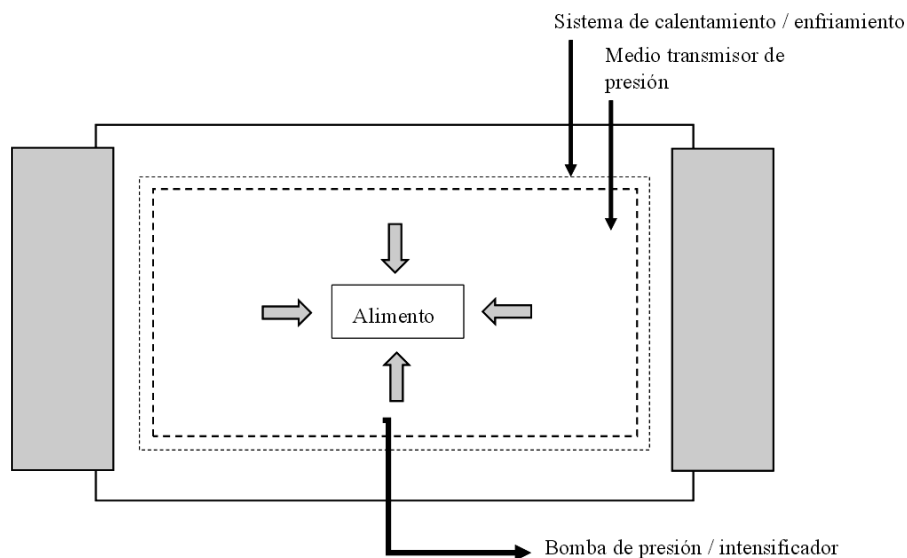 Sistema de calentamiento / enfriamiento
Medio transmisor de
presión
Alimento
Bomba de presión / intensificador